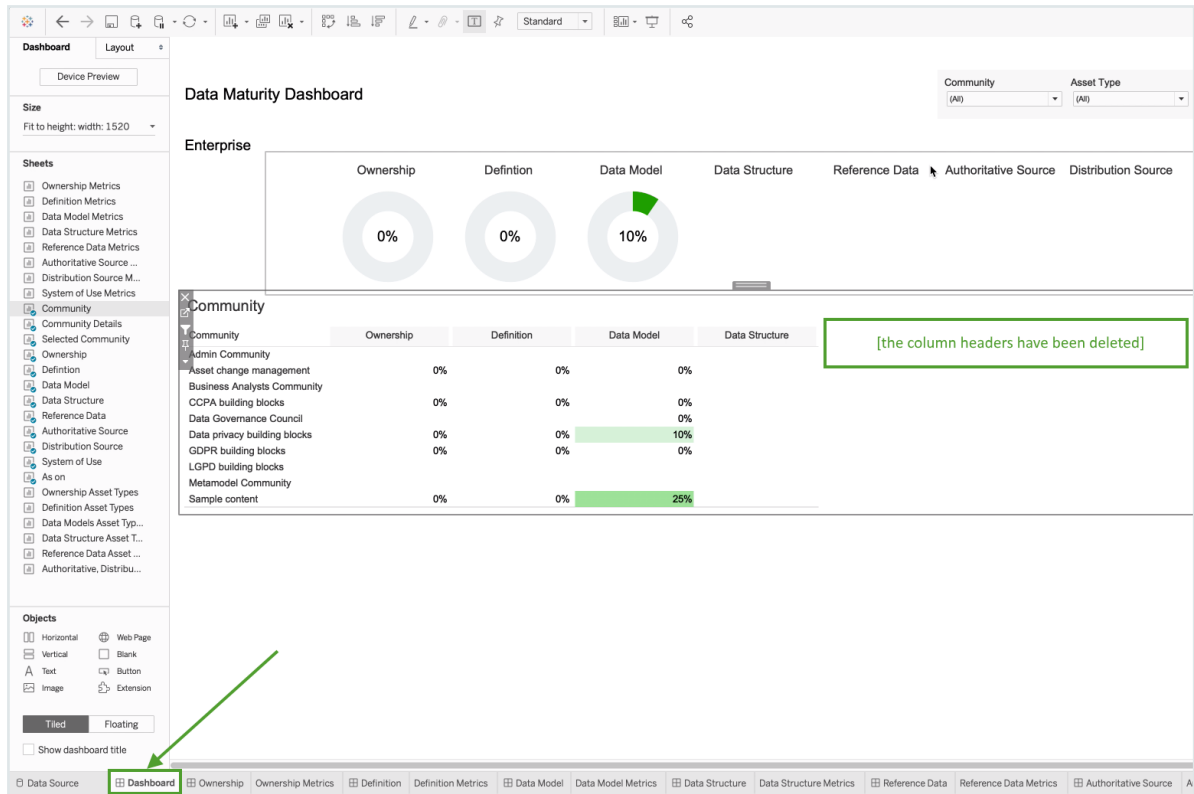 Standard
Dashboard Layout
Device Preview
Size
Fit to height: width: 1520
Sheets
Ownership Metrics
Definition Metrics
Data Model Metrics
Data Structure Metrics
Reference Data Metrics
Authoritative Source ...
Distribution Source M...
System of Use Metrics
Community
Community Details
Selected Community
Ownership
Defintion
Data Model
Data Structure
Reference Data
Authoritative Source
Distribution Source
System of Use
As on
Ownership Asset Types
Definition Asset Types
Data Models Asset Typ...
Data Structure Asset T...
Reference Data Asset ...
Authoritative, Distribu...
Objects
Horizontal Web Page
Vertical Blank
Text Button
Image Extension
Tiled Floating
Show dashboard title
Data Maturity Dashboard
Community Asset Type
(All) (All)
Enterprise
Ownership Defintion Data Model Data Structure Reference Data Authoritative Source Distribution Source
0% 0% 10%
Community
Community Ownership Definition Data Model Data Structure
[the column headers have been deleted]
Admin Community
Asset change management 0% 0% 0%
Business Analysts Community
CCPA building blocks 0% 0% 0%
Data Governance Council 0%
Data privacy building blocks 0% 0% 10%
GDPR building blocks 0% 0% 0%
LGPD building blocks
Metamodel Community
Sample content 0% 0% 25%
Data Source Dashboard Ownership Ownership Metrics Definition Definition Metrics Data Model Data Model Metrics Data Structure Data Structure Metrics Reference Data Reference Data Metrics Authoritative Source